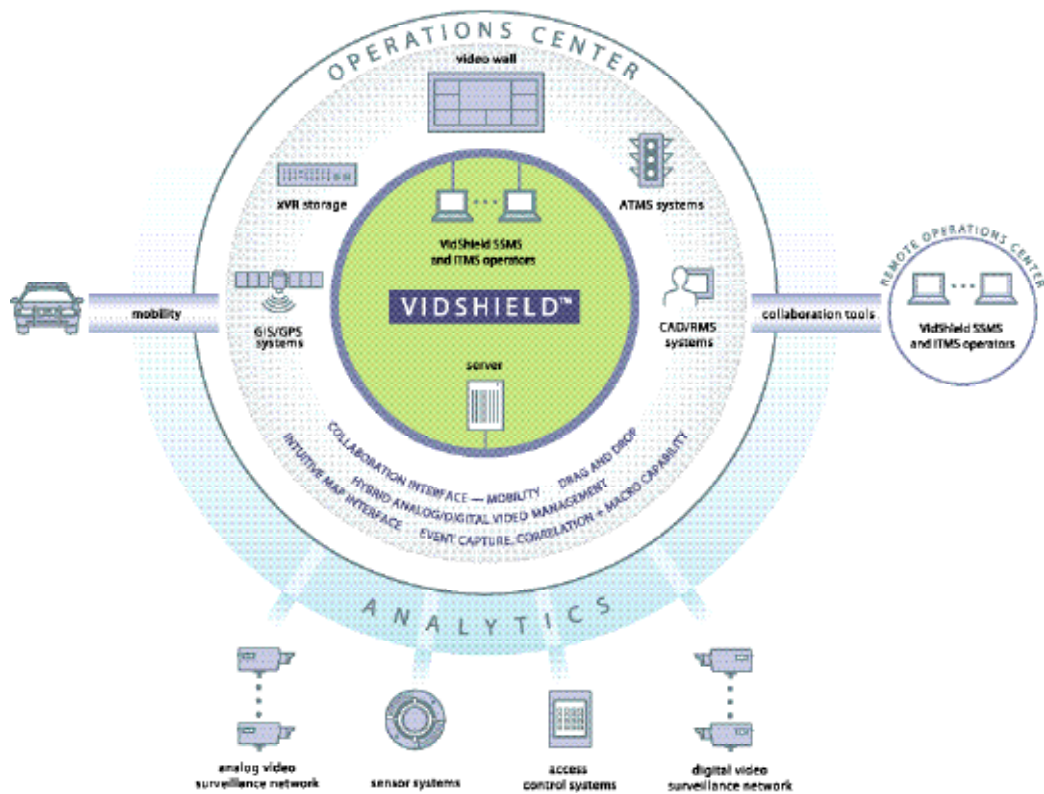 OPERATIONS CENTER
video wall
xVR storage
ATMS systems
VidShield SSMS
and ITMS operators
REMOTE OPERATIONS CENTER
VIDSHIELD™
mobility
GIS/GPS
systems
CAD/RMS
systems
collaboration tools
VidShield SSMS
and ITMS operators
server
COLLABORATION INTERFACE — MOBILITY DRAG AND DROP
HYBRID ANALOG/DIGITAL VIDEO MANAGEMENT
INTUITIVE MAP INTERFACE EVENT CAPTURE, CORRELATION + MACRO CAPABILITY
ANALYTICS
analog video
surveillance network
sensor systems
access
control systems
digital video
surveillance network